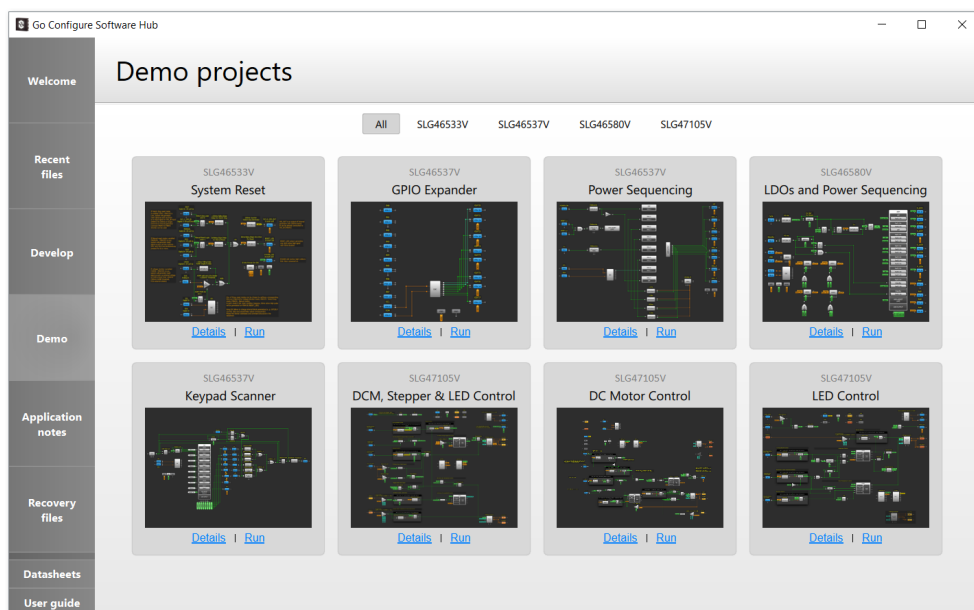 Go Configure Software Hub
Welcome
Recent
files
Develop
Demo
Application
notes
Recovery
files
Datasheets
User guide
Demo projects
All SLG46533V SLG46537V SLG46580V SLG47105V
SLG46533V
System Reset
Details | Run
SLG46537V
GPIO Expander
Details | Run
SLG46537V
Power Sequencing
Details | Run
SLG46580V
LDOs and Power Sequencing
Details | Run
SLG46537V
Keypad Scanner
Details | Run
SLG47105V
DCM, Stepper & LED Control
Details | Run
SLG47105V
DC Motor Control
Details | Run
SLG47105V
LED Control
Details | Run